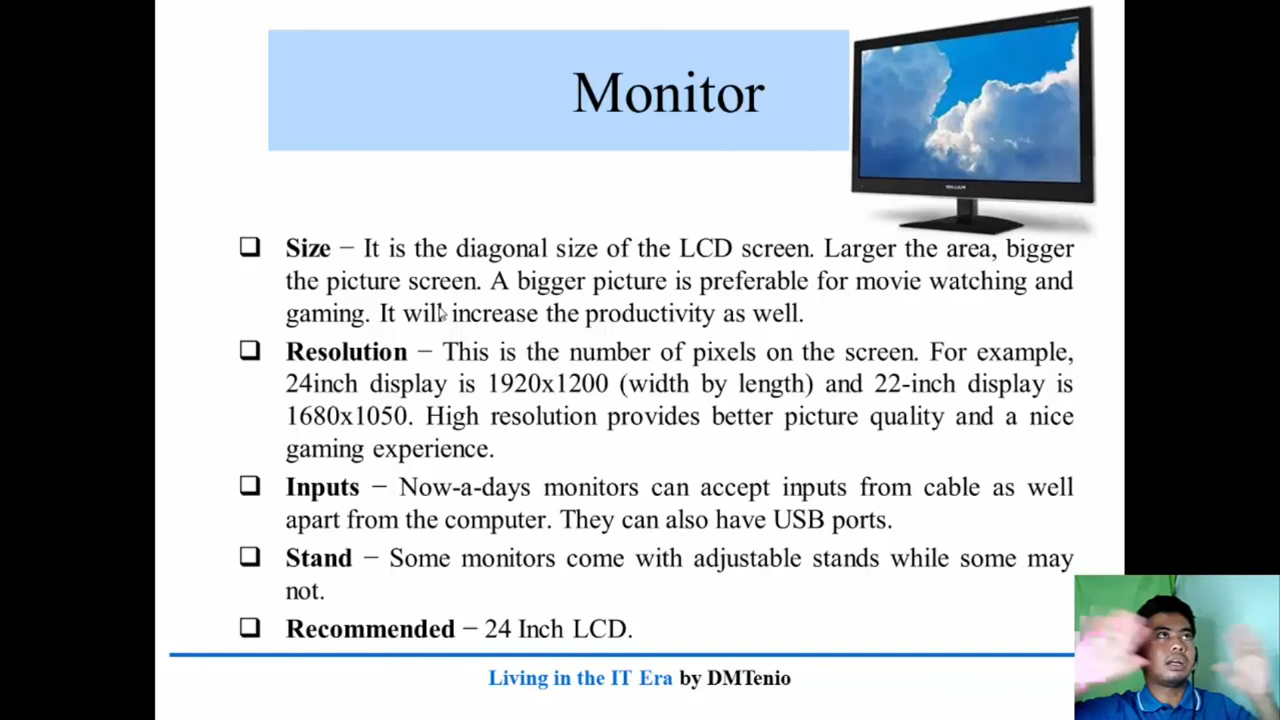 Monitor
Size − It is the diagonal size of the LCD screen. Larger the area, bigger
the picture screen. A bigger picture is preferable for movie watching and
gaming. It will increase the productivity as well.
Resolution − This is the number of pixels on the screen. For example,
24inch display is 1920x1200 (width by length) and 22-inch display is
1680x1050. High resolution provides better picture quality and a nice
gaming experience.
Inputs − Now-a-days monitors can accept inputs from cable as well
apart from the computer. They can also have USB ports.
Stand − Some monitors come with adjustable stands while some may
not.
Recommended − 24 Inch LCD.
Living in the IT Era by DMTenio